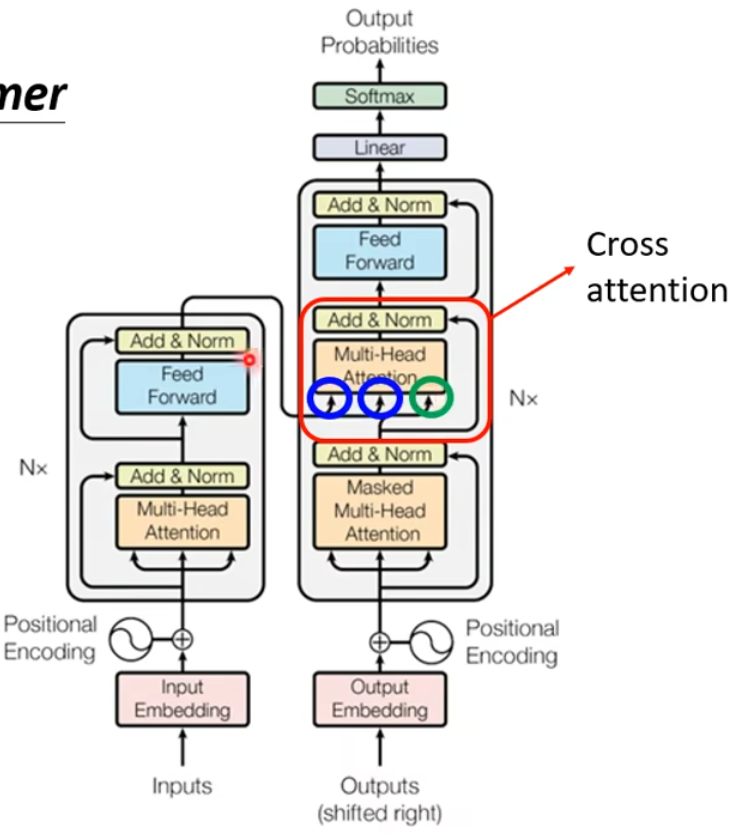 mer
Output
Probabilities
Softmax
Linear
Add & Norm
Feed
Forward
Add & Norm
Multi-Head
Attention
Nx
Add & Norm
Masked
Multi-Head
Attention
Cross
attention
Add & Norm
Feed
Forward
Nx
Add & Norm
Multi-Head
Attention
Positional
Encoding
Positional
Encoding
Input
Embedding
Output
Embedding
Inputs
Outputs
(shifted right)